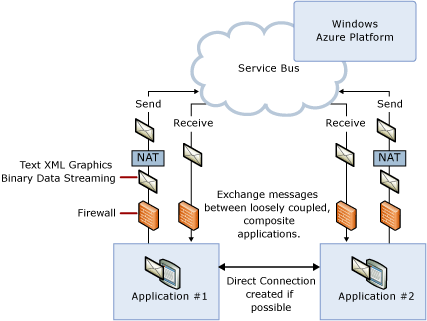 Windows
Azure Platform
Service Bus
Send
Receive
Receive
Send
NAT
NAT
Text XML Graphics
Binary Data Streaming
Firewall
Exchange messages
between loosely coupled,
composite
applications.
Direct Connection
created if
possible
Application #1
Application #2